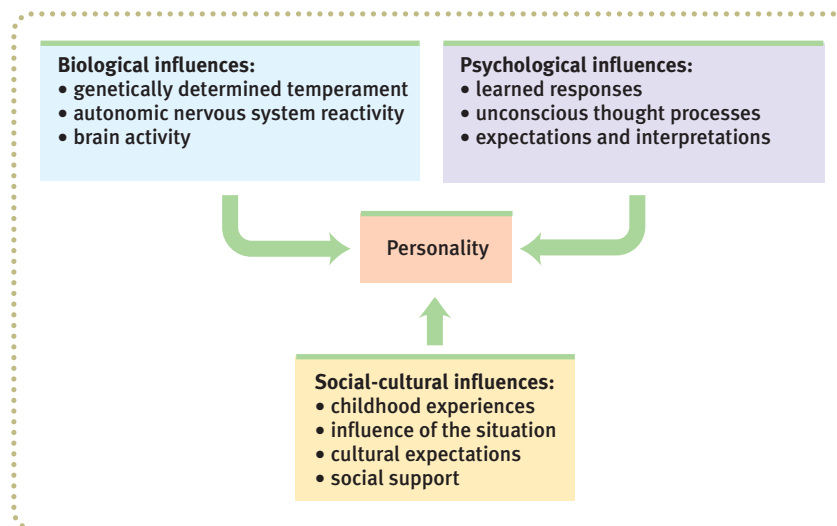 Biological influences:
• genetically determined temperament
• autonomic nervous system reactivity
• brain activity
Psychological influences:
• learned responses
• unconscious thought processes
• expectations and interpretations
Personality
Social-cultural influences:
• childhood experiences
• influence of the situation
• cultural expectations
• social support